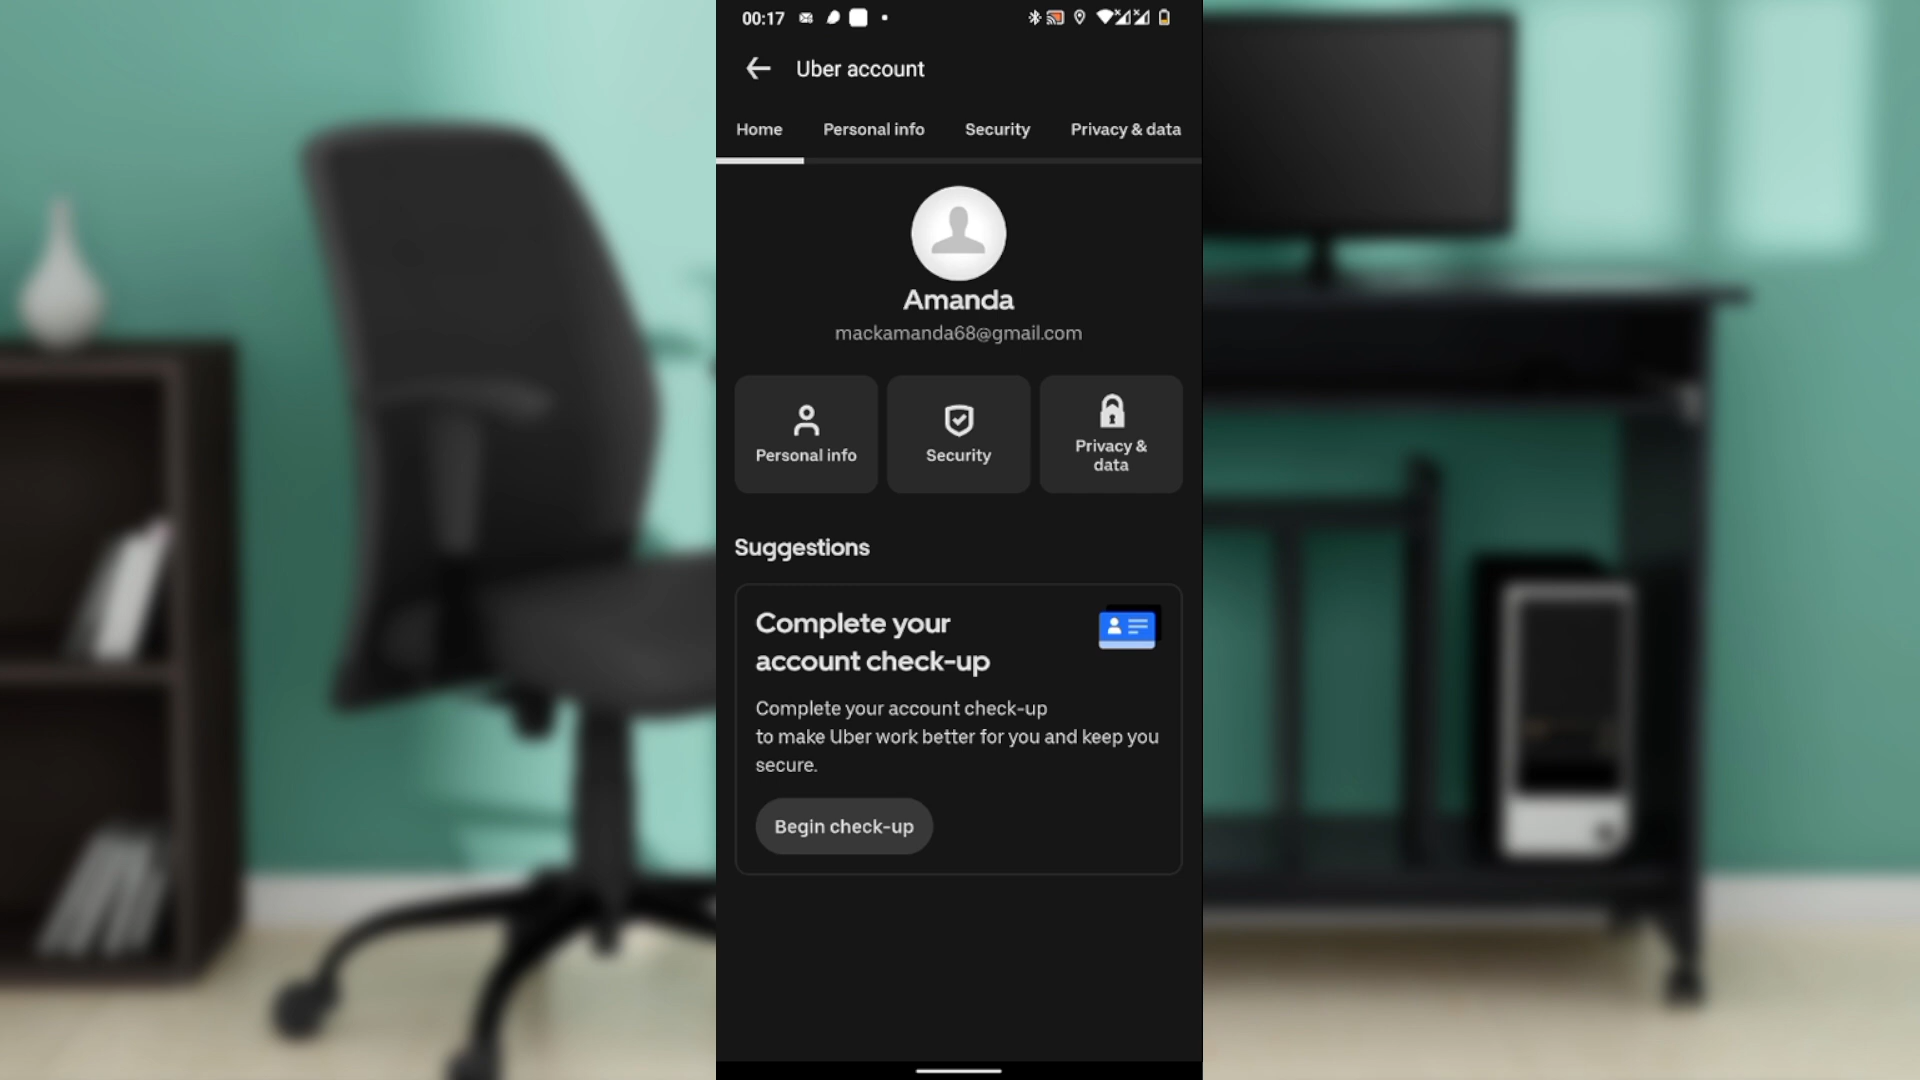 00:17
Uber account
Home Personal info Security Privacy & data
Amanda
mackamanda68@gmail.com
Personal info
Security
Privacy &
data
Suggestions
Complete your
account check-up
Complete your account check-up
to make Uber work better for you and keep you
secure.
Begin check-up